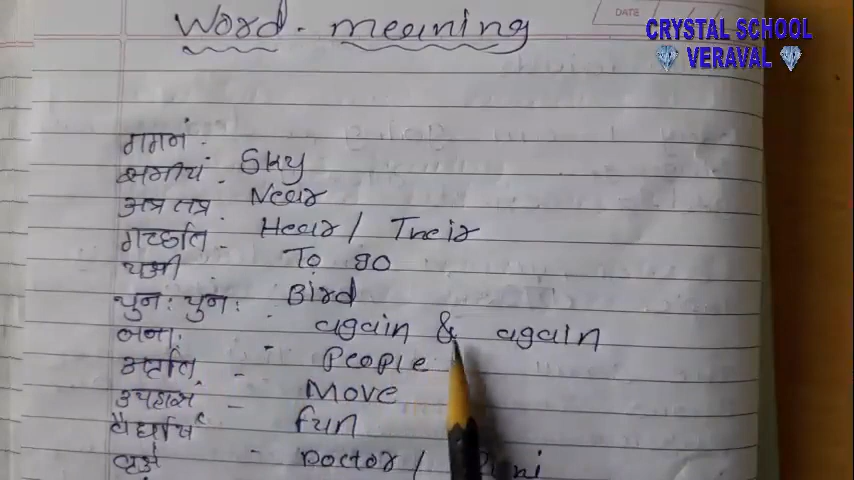 Word - meaning
DATE
CRYSTAL SCHOOL
VERAVAL
गगनं - Sky
समीपं - Near
अत्र तत्र - Hear / Their
गच्छति - To go
पक्षी - Bird
पुनः पुनः - again & again
जनाः - People
अटति - Move
उपहासं - fun
Doctor /